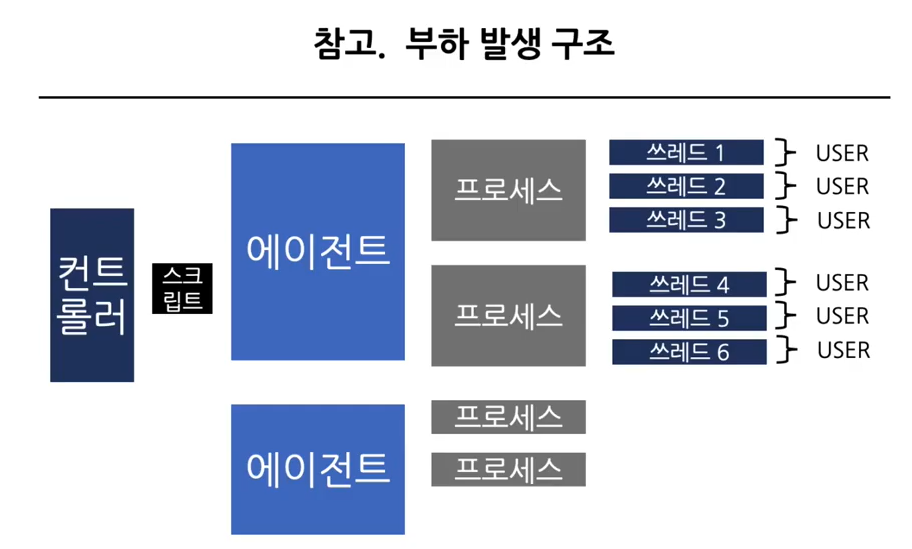 참고. 부하 발생 구조
컨트
롤러
스크
립트
에이전트
프로세스
쓰레드 1
USER
쓰레드 2
USER
쓰레드 3
USER
프로세스
쓰레드 4
USER
쓰레드 5
USER
쓰레드 6
USER
에이전트
프로세스
프로세스